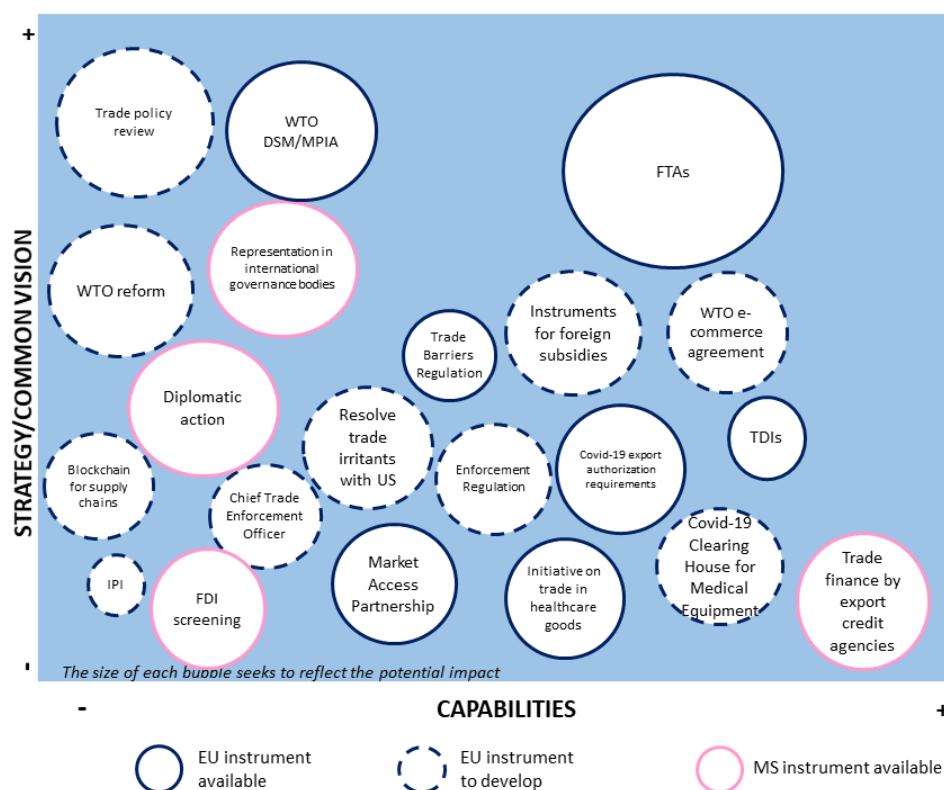 +
STRATEGY/COMMON VISION
-
Trade policy
review
WTO
DSM/MPIA
FTAs
Representation in
international
governance bodies
WTO reform
Trade
Barriers
Regulation
Instruments
for foreign
subsidies
WTO e-
commerce
agreement
Diplomatic
action
Resolve
trade
irritants
with US
TDIs
Blockchain
for supply
chains
Chief Trade
Enforcement
Officer
Enforcement
Regulation
Covid-19 export
authorization
requirements
IPI
FDI
screening
Market
Access
Partnership
Initiative on
trade in
healthcare
goods
Covid-19
Clearing
House for
Medical
Equipment
Trade
finance by
export
credit
agencies
The size of each bubble seeks to reflect the potential impact
-
CAPABILITIES
+
EU instrument
available
EU instrument
to develop
MS instrument available